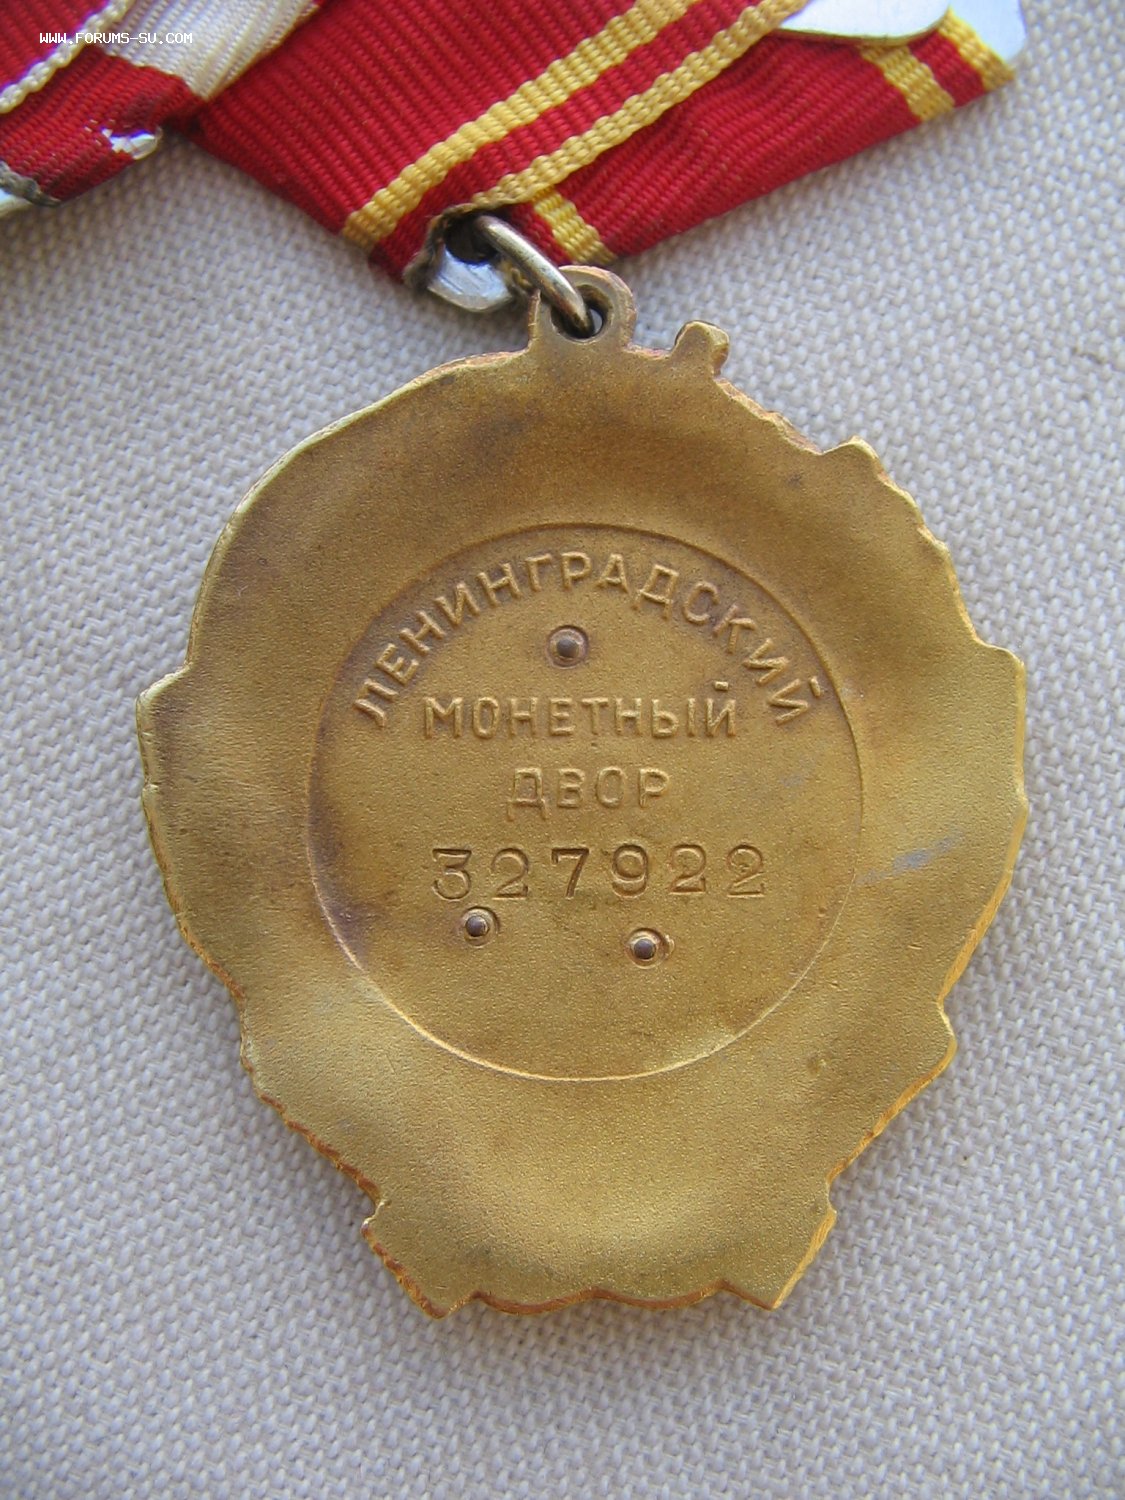 WWW.FORUMS-SU.COM
ЛЕНИНГРАДСКИЙ
МОНЕТНЫЙ
ДВОР
327922